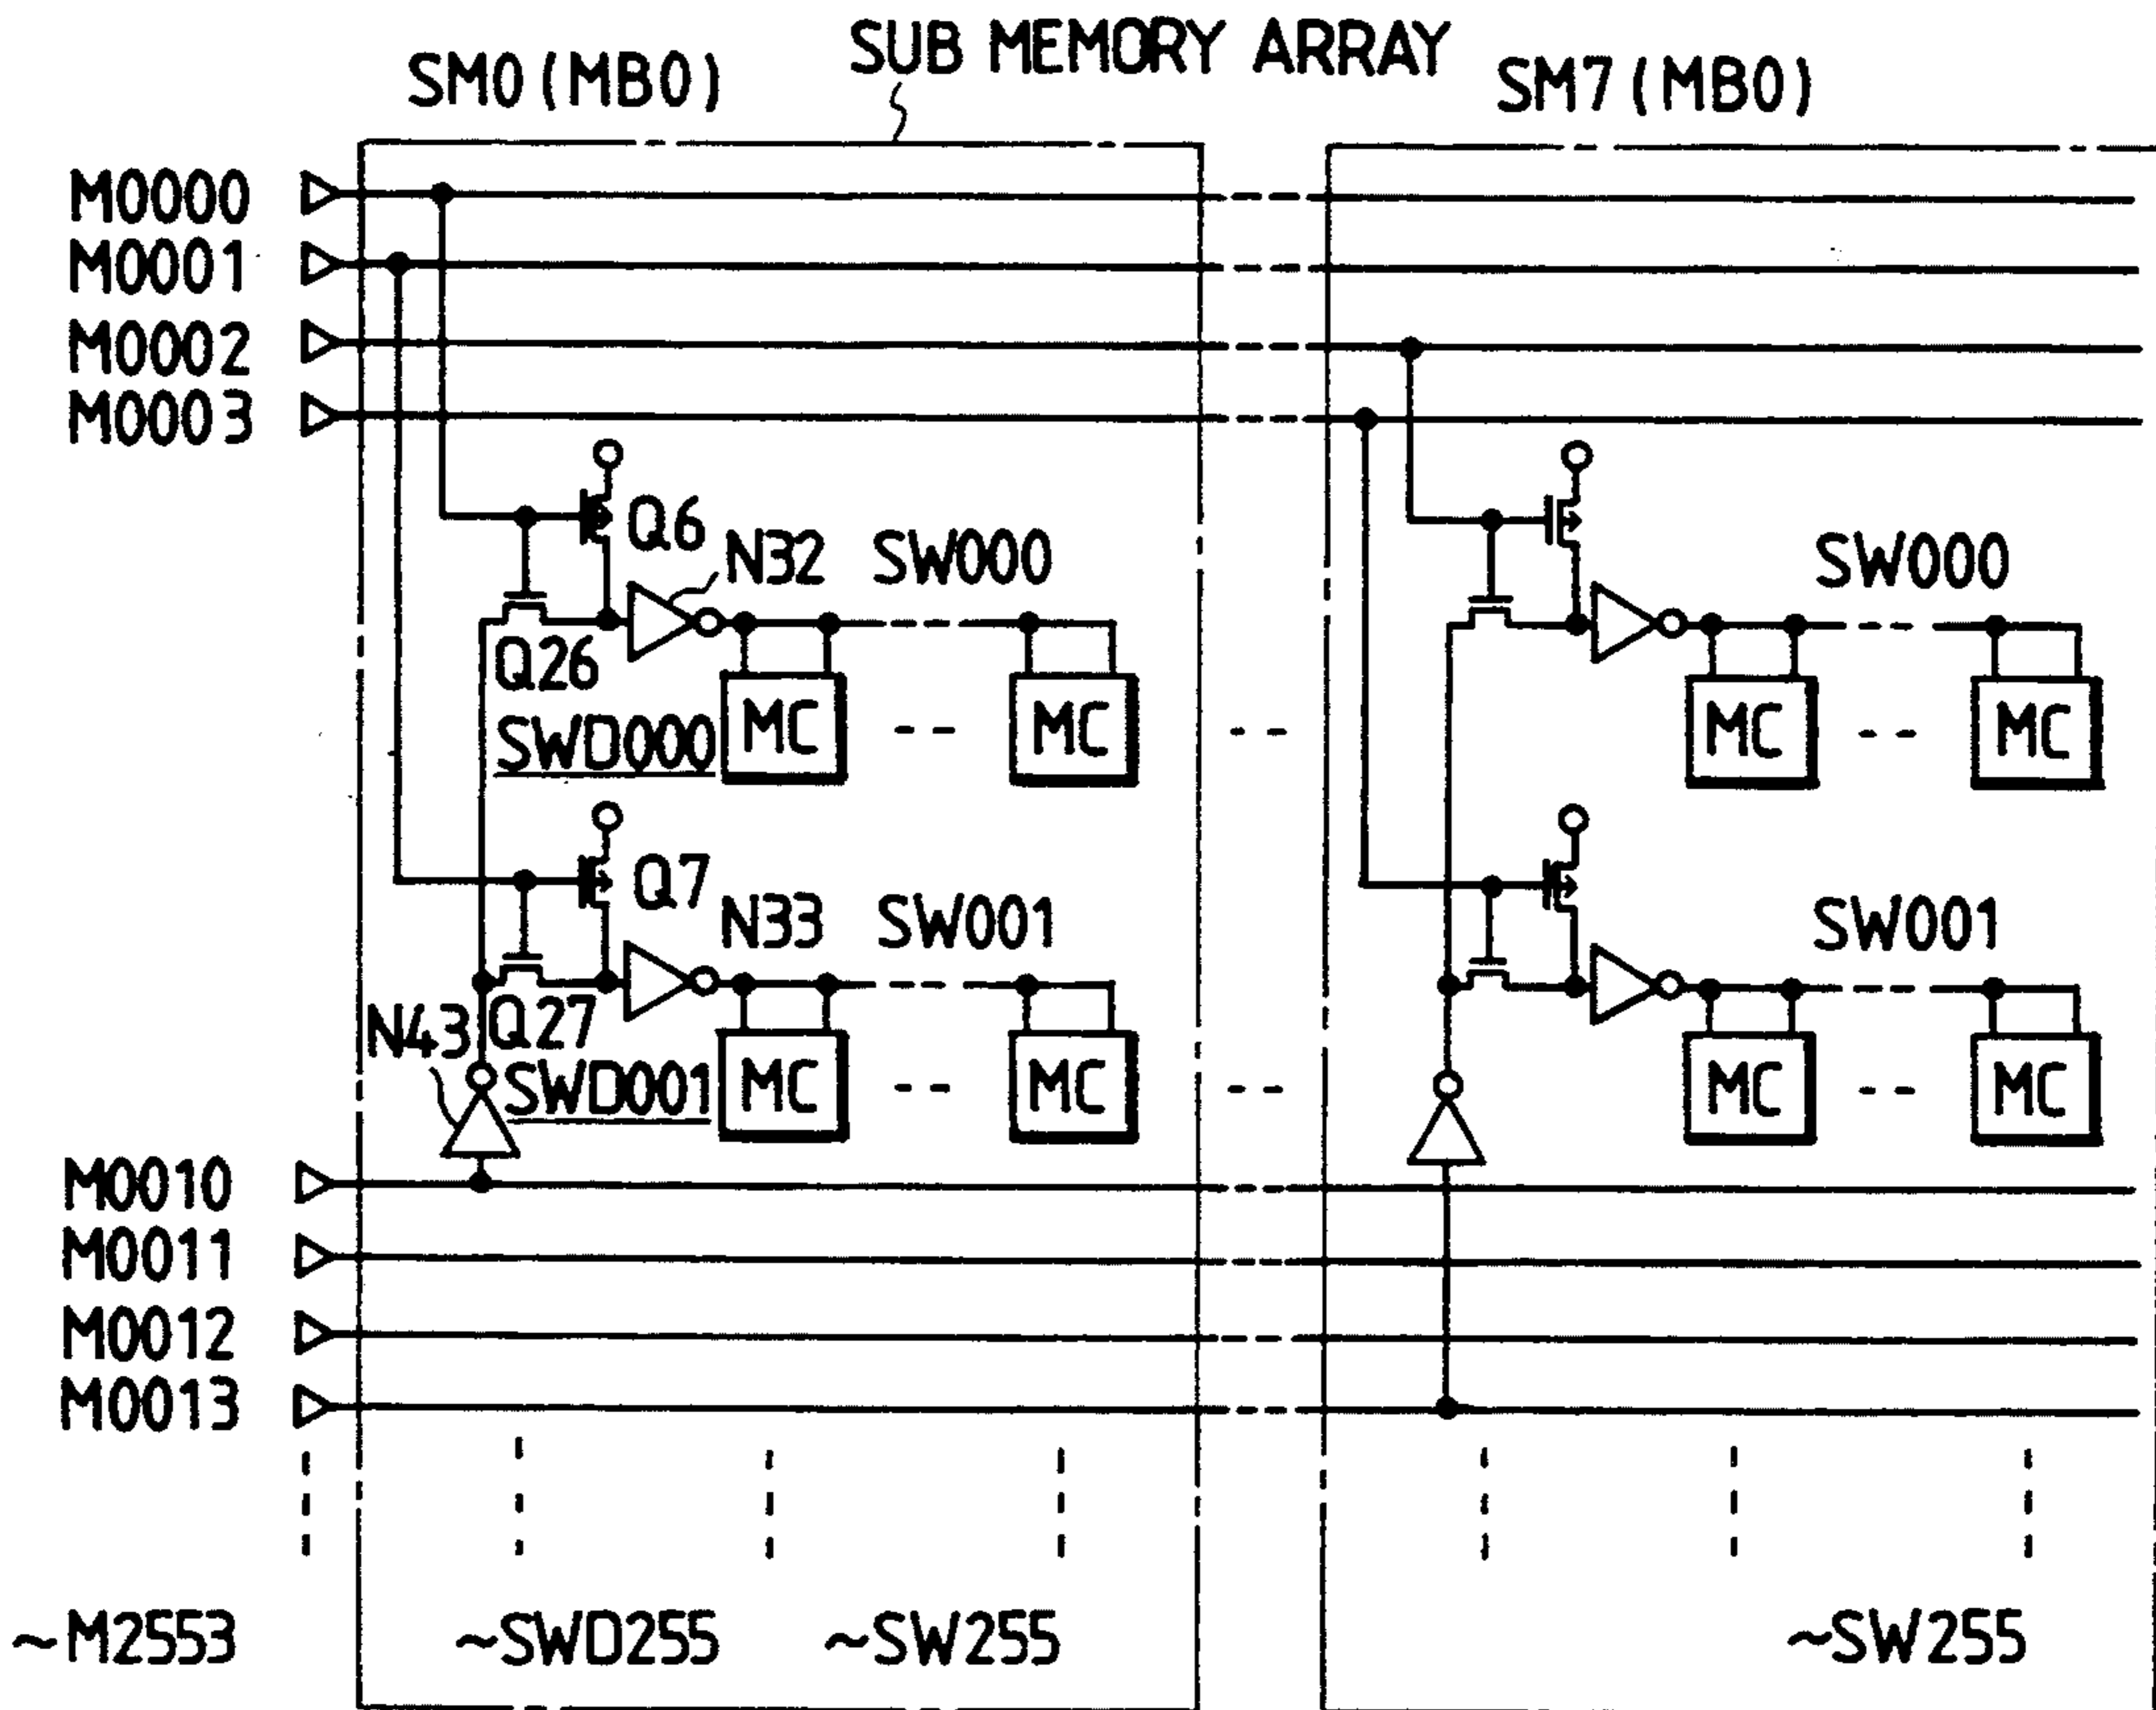 SUB MEMORY ARRAY
SM0 (MB0)
SM7 (MB0)
M0000
M0001
M0002
M0003
Q6
N32
SW000
SW000
Q26
SWD000
MC
MC
MC
MC
Q7
N33
SW001
SW001
N43
Q27
SWD001
MC
MC
MC
MC
M0010
M0011
M0012
M0013
~M2553
~SWD255
~SW255
~SW255